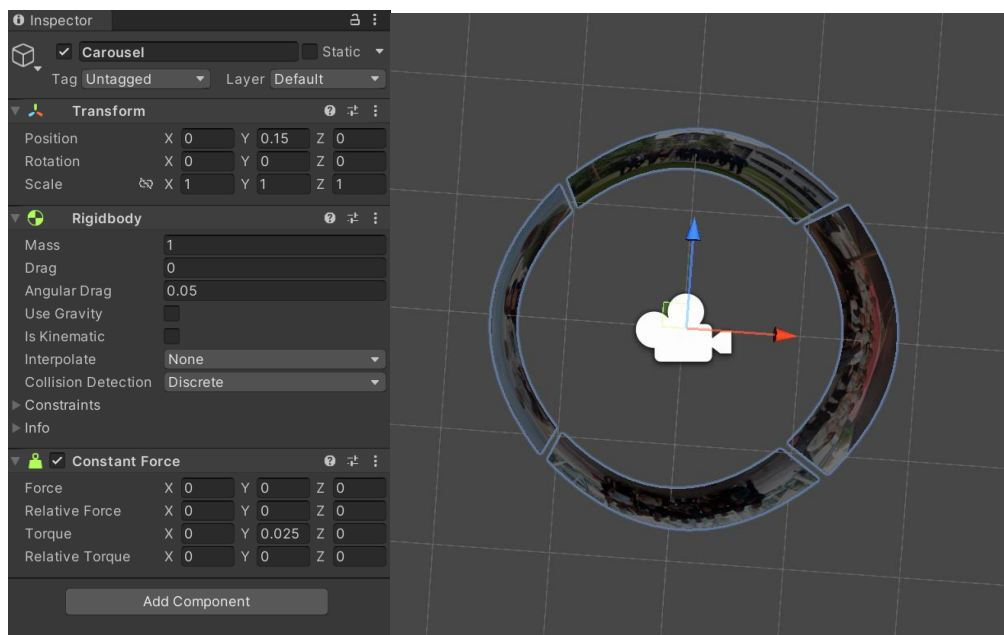 Inspector
Carousel Static
Tag Untagged Layer Default
Transform
Position X 0 Y 0.15 Z 0
Rotation X 0 Y 0 Z 0
Scale X 1 Y 1 Z 1
Rigidbody
Mass 1
Drag 0
Angular Drag 0.05
Use Gravity
Is Kinematic
Interpolate None
Collision Detection Discrete
Constraints
Info
Constant Force
Force X 0 Y 0 Z 0
Relative Force X 0 Y 0 Z 0
Torque X 0 Y 0.025 Z 0
Relative Torque X 0 Y 0 Z 0
Add Component